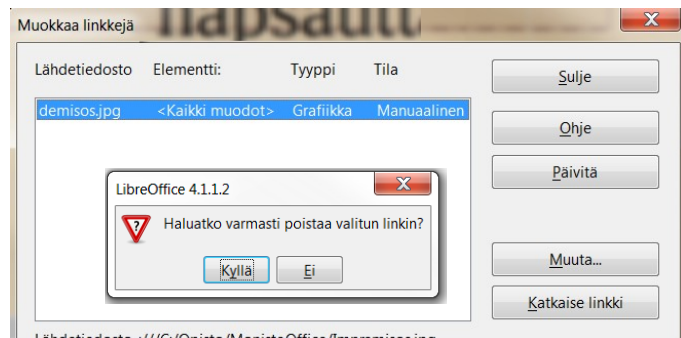 Muokkaa linkkejä
Lähdetiedosto Elementti: Tyyppi Tila
Sulje
demisos.jpg <Kaikki muodot> Grafiikka Manuaalinen
Ohje
Päivitä
LibreOffice 4.1.1.2
Haluatko varmasti poistaa valitun linkin?
Kyllä Ei
Muuta...
Katkaise linkki